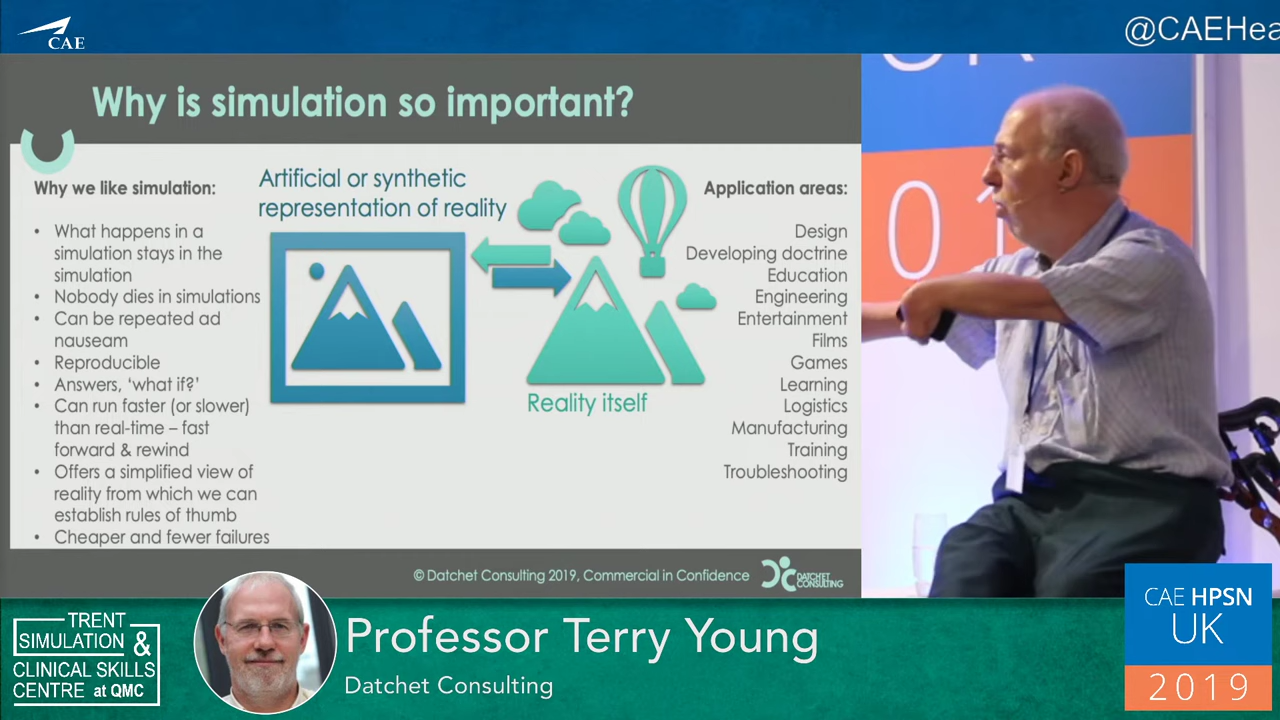 CAE
@CAEHea
Why is simulation so important?
Why we like simulation:
• What happens in a
simulation stays in the
simulation
• Nobody dies in simulations
• Can be repeated ad
nauseam
• Reproducible
• Answers, ‘what if?’
• Can run faster (or slower)
than real-time – fast
forward & rewind
• Offers a simplified view of
reality from which we can
establish rules of thumb
• Cheaper and fewer failures
Artificial or synthetic
representation of reality
Reality itself
Application areas:
Design
Developing doctrine
Education
Engineering
Entertainment
Films
Games
Learning
Logistics
Manufacturing
Training
Troubleshooting
© Datchet Consulting 2019, Commercial in Confidence
DATCHET
CONSULTING
TRENT
SIMULATION &
CLINICAL SKILLS
CENTRE at QMC
Professor Terry Young
Datchet Consulting
CAE HPSN
UK
2019